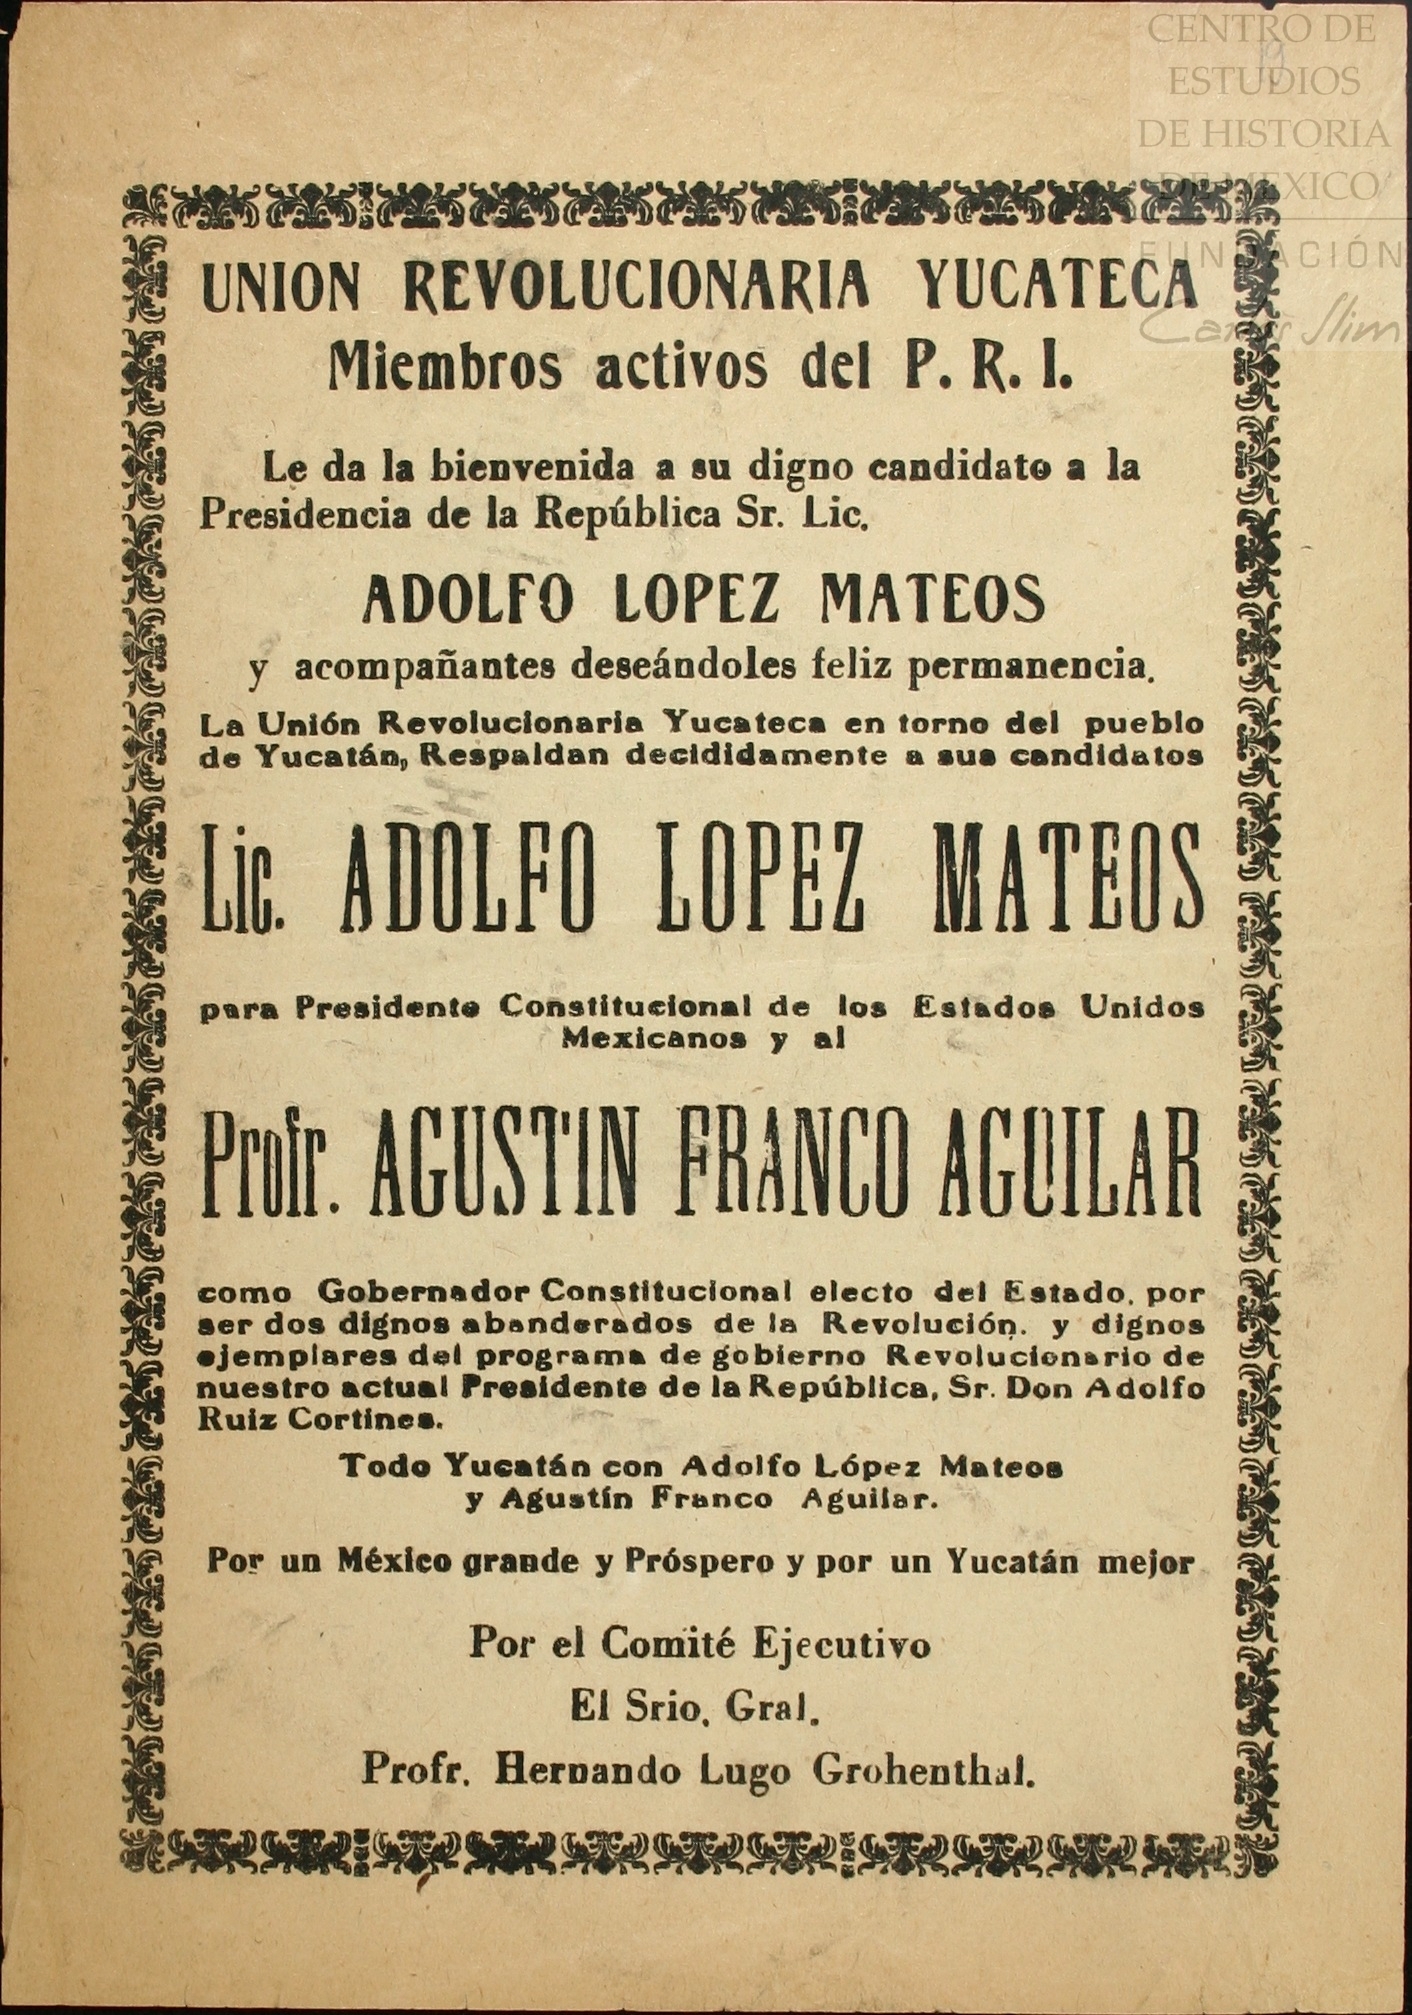 CENTRO DE
ESTUDIOS
DE HISTORIA
DE MEXICO
FUNDACIÓN
Carlos Slim
UNION REVOLUCIONARIA YUCATECA
Miembros activos del P. R. I.
Le da la bienvenida a su digno candidato a la
Presidencia de la República Sr. Lic.
ADOLFO LOPEZ MATEOS
y acompañantes deseándoles feliz permanencia.
La Unión Revolucionaria Yucateca en torno del pueblo
de Yucatán, Respaldan decididamente a sus candidatos
Lic. ADOLFO LOPEZ MATEOS
para Presidente Constitucional de los Estados Unidos
Mexicanos y al
Profr. AGUSTIN FRANCO AGUILAR
como Gobernador Constitucional electo del Estado, por
ser dos dignos abanderados de la Revolución. y dignos
ejemplares del programa de gobierno Revolucionario de
nuestro actual Presidente de la República, Sr. Don Adolfo
Ruiz Cortines.
Todo Yucatán con Adolfo López Mateos
y Agustín Franco Aguilar.
Por un México grande y Próspero y por un Yucatán mejor
Por el Comité Ejecutivo
El Srio. Gral.
Profr. Hernando Lugo Grohenthal.